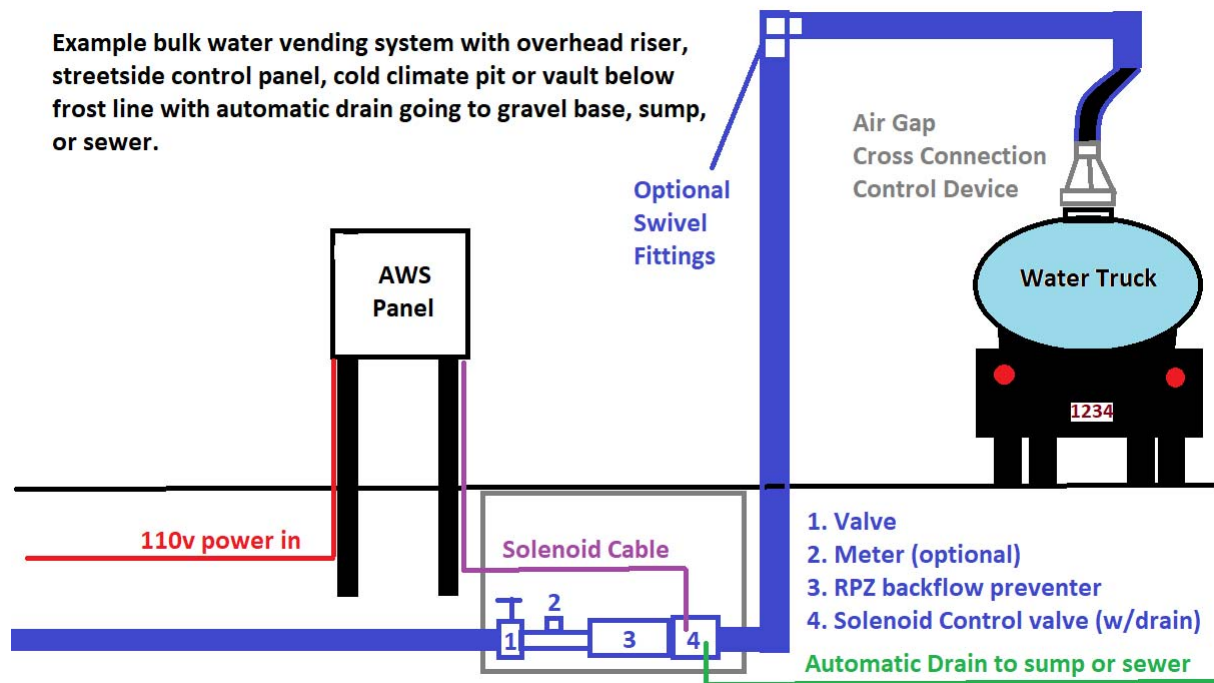 Example bulk water vending system with overhead riser,
streetside control panel, cold climate pit or vault below
frost line with automatic drain going to gravel base, sump,
or sewer.
Air Gap
Cross Connection
Control Device
Optional
Swivel
Fittings
AWS
Panel
Water Truck
1234
110v power in
Solenoid Cable
1
2
3
4
1. Valve
2. Meter (optional)
3. RPZ backflow preventer
4. Solenoid Control valve (w/drain)
Automatic Drain to sump or sewer